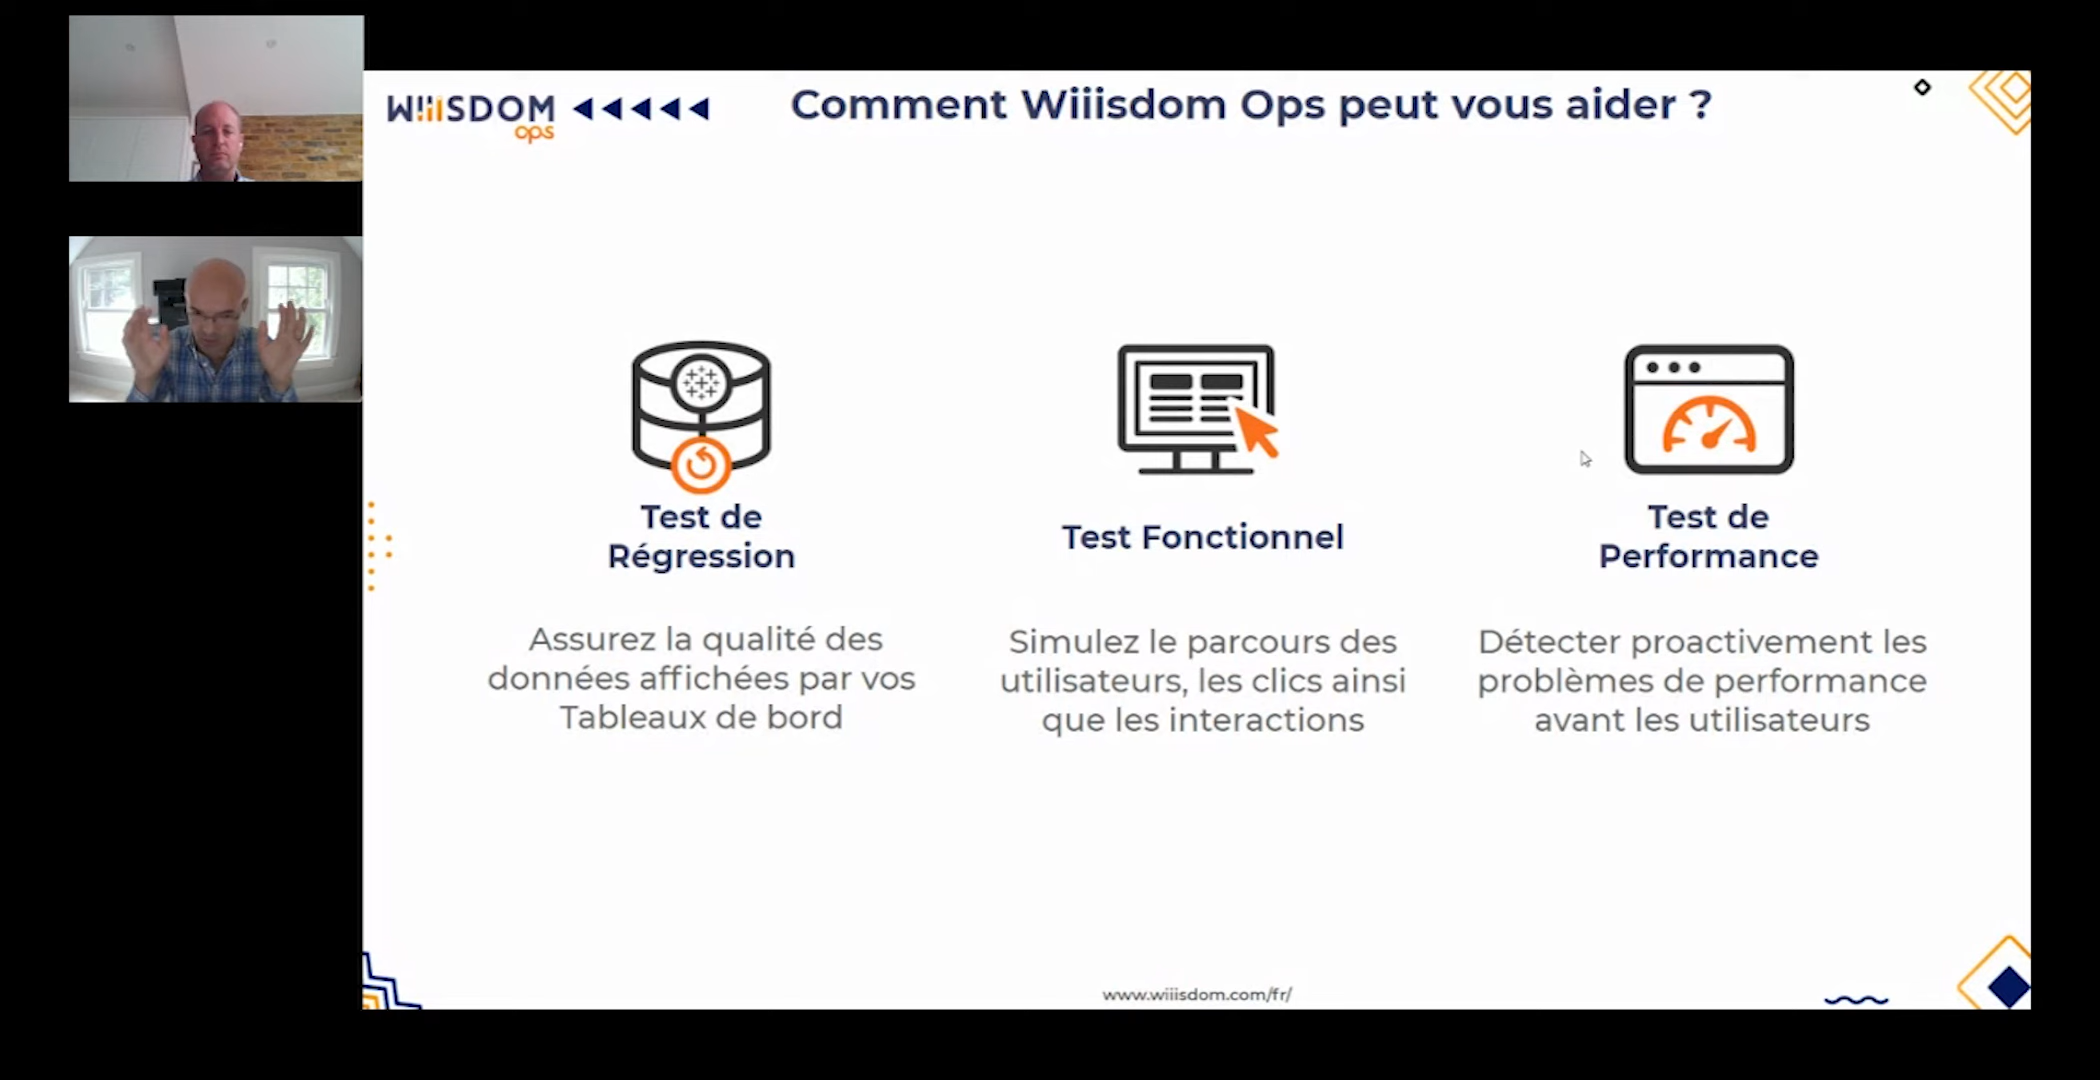 WiiiSDOM
ops
Comment Wiiisdom Ops peut vous aider ?
Test de
Régression
Assurez la qualité des
données affichées par vos
Tableaux de bord
Test Fonctionnel
Simulez le parcours des
utilisateurs, les clics ainsi
que les interactions
Test de
Performance
Détecter proactivement les
problèmes de performance
avant les utilisateurs
www.wiiisdom.com/fr/